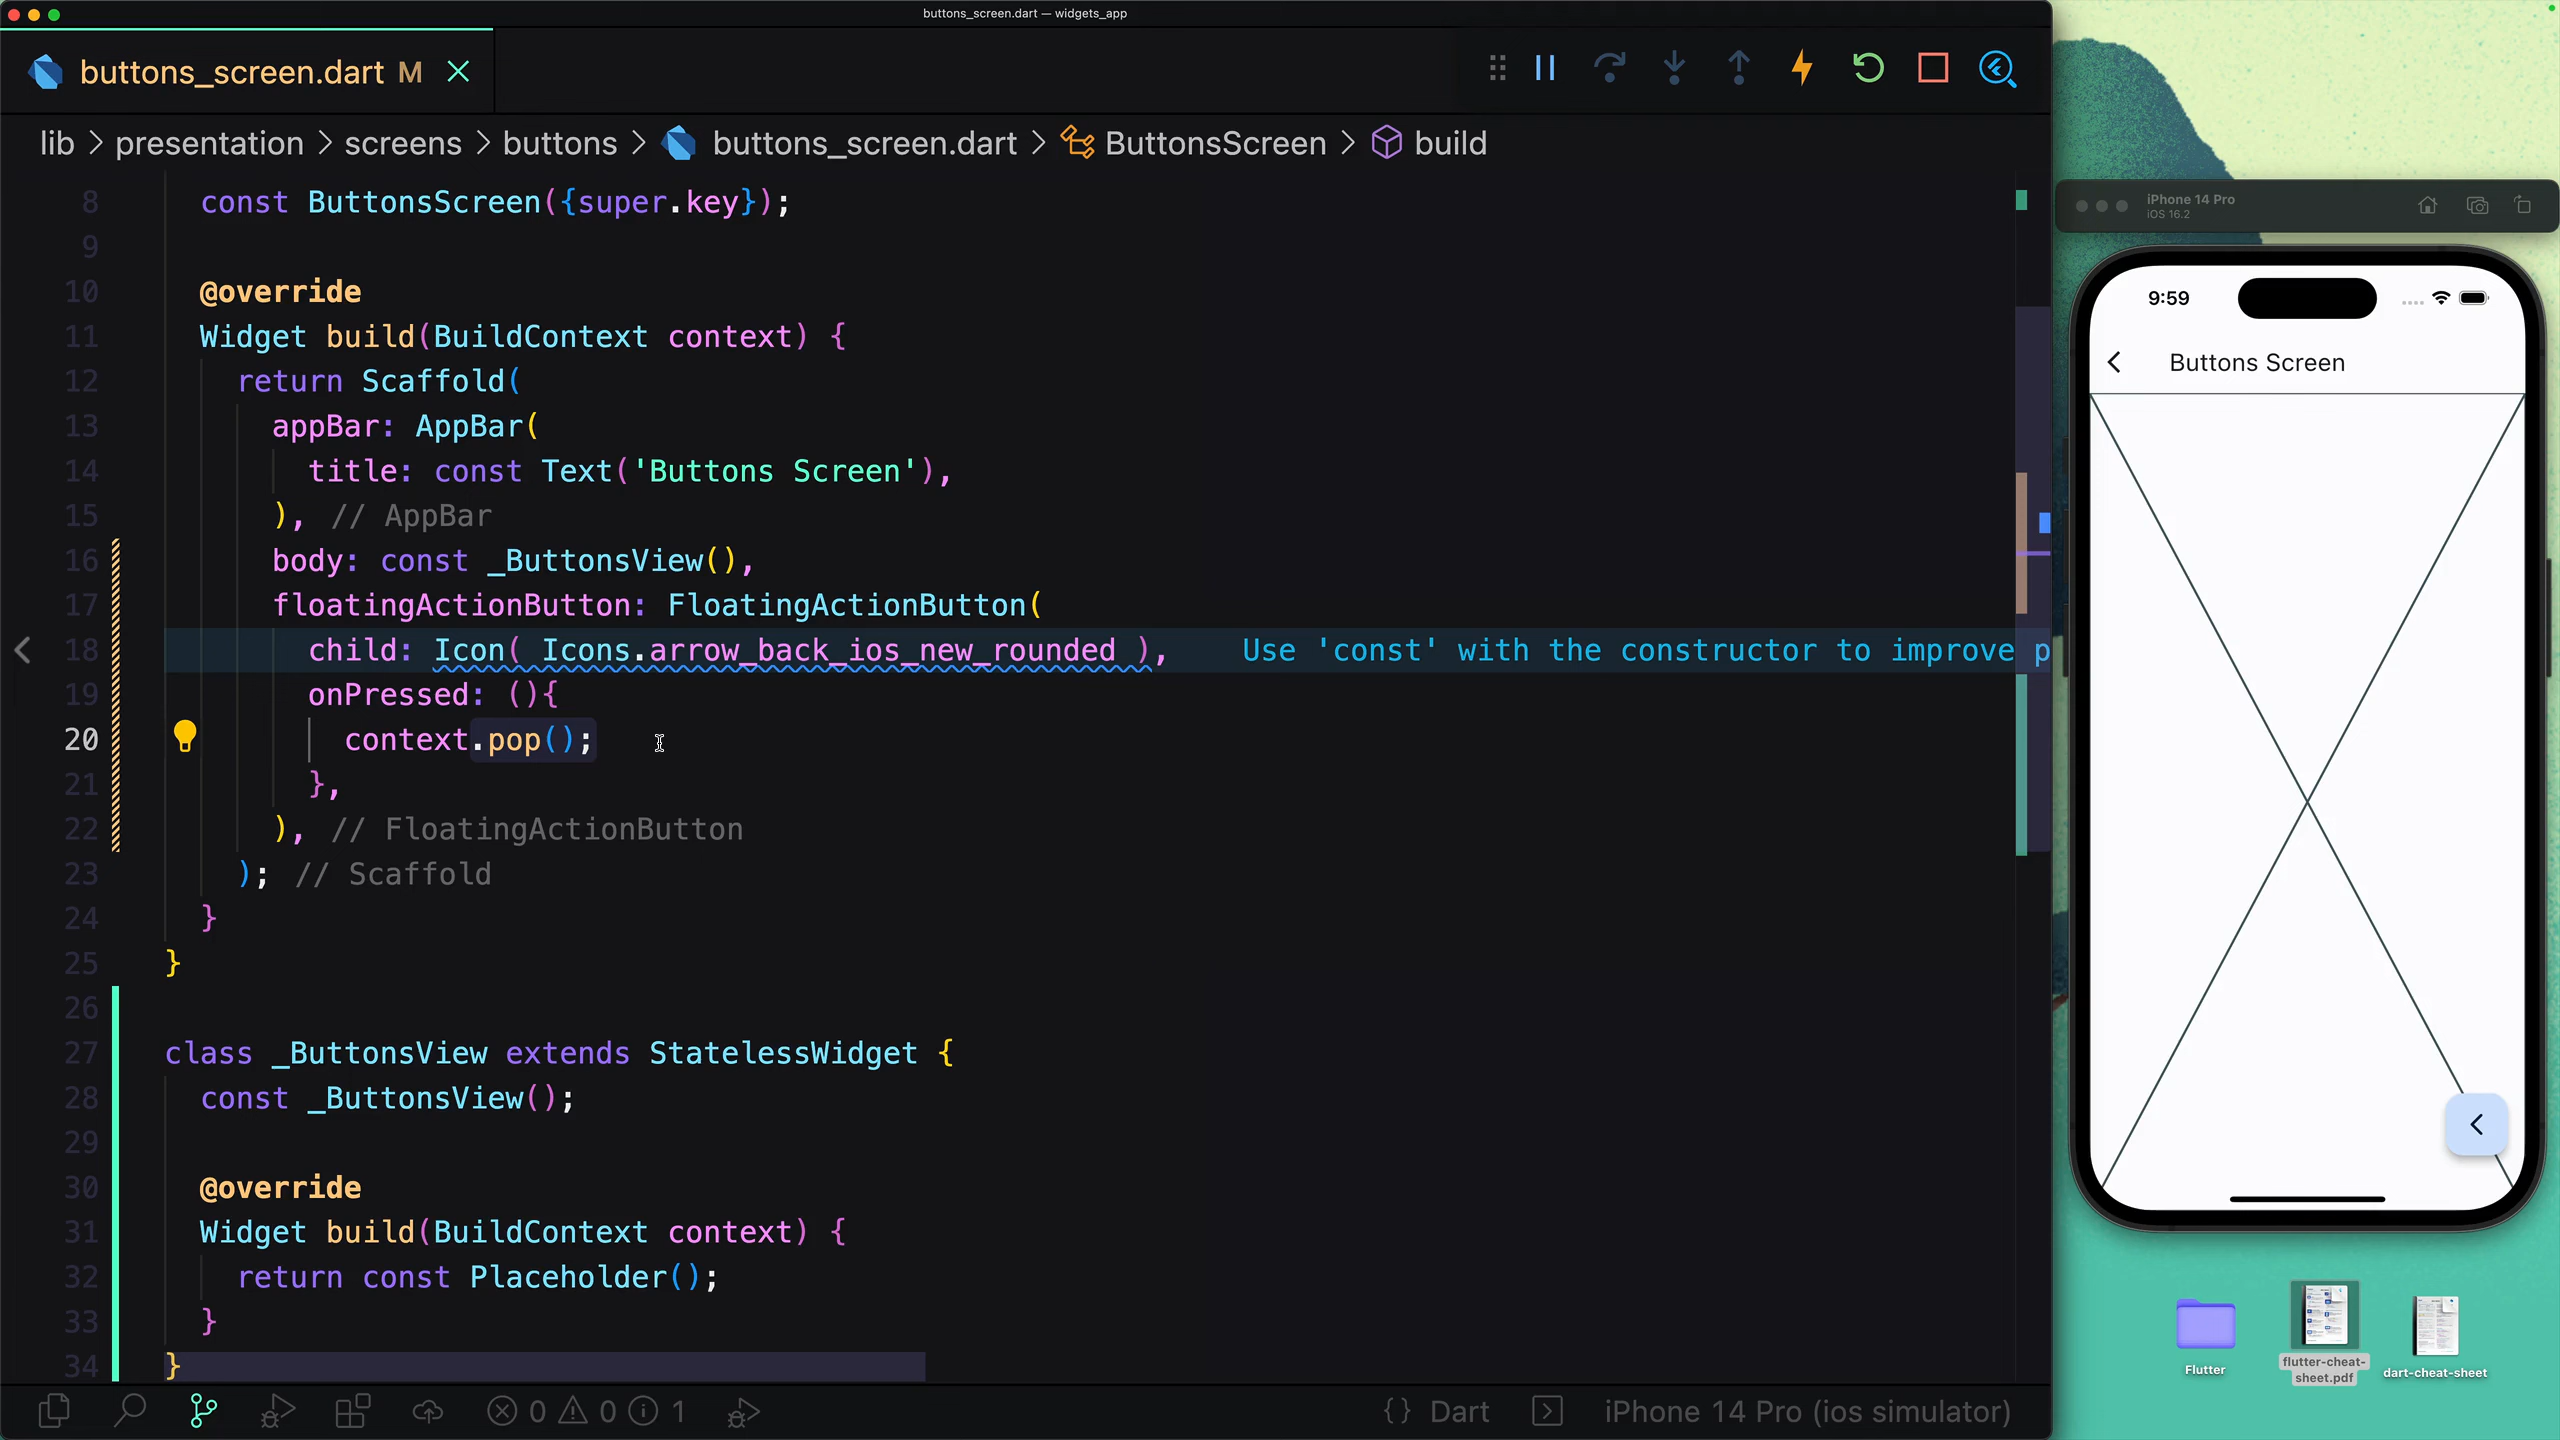 buttons_screen.dart — widgets_app
buttons_screen.dart M
lib > presentation > screens > buttons > buttons_screen.dart > ButtonsScreen > build
8 const ButtonsScreen({super.key});
9
10 @override
11 Widget build(BuildContext context) {
12 return Scaffold(
13 appBar: AppBar(
14 title: const Text('Buttons Screen'),
15 ), // AppBar
16 body: const _ButtonsView(),
17 floatingActionButton: FloatingActionButton(
18 child: Icon( Icons.arrow_back_ios_new_rounded ), Use 'const' with the constructor to improve p
19 onPressed: (){
20 context.pop();
21 },
22 ), // FloatingActionButton
23 ); // Scaffold
24 }
25 }
26
27 class _ButtonsView extends StatelessWidget {
28 const _ButtonsView();
29
30 @override
31 Widget build(BuildContext context) {
32 return const Placeholder();
33 }
34 }
0 0 1 {} Dart iPhone 14 Pro (ios simulator)
iPhone 14 Pro
iOS 16.2
9:59
Buttons Screen
Flutter
flutter-cheat-
sheet.pdf
dart-cheat-sheet